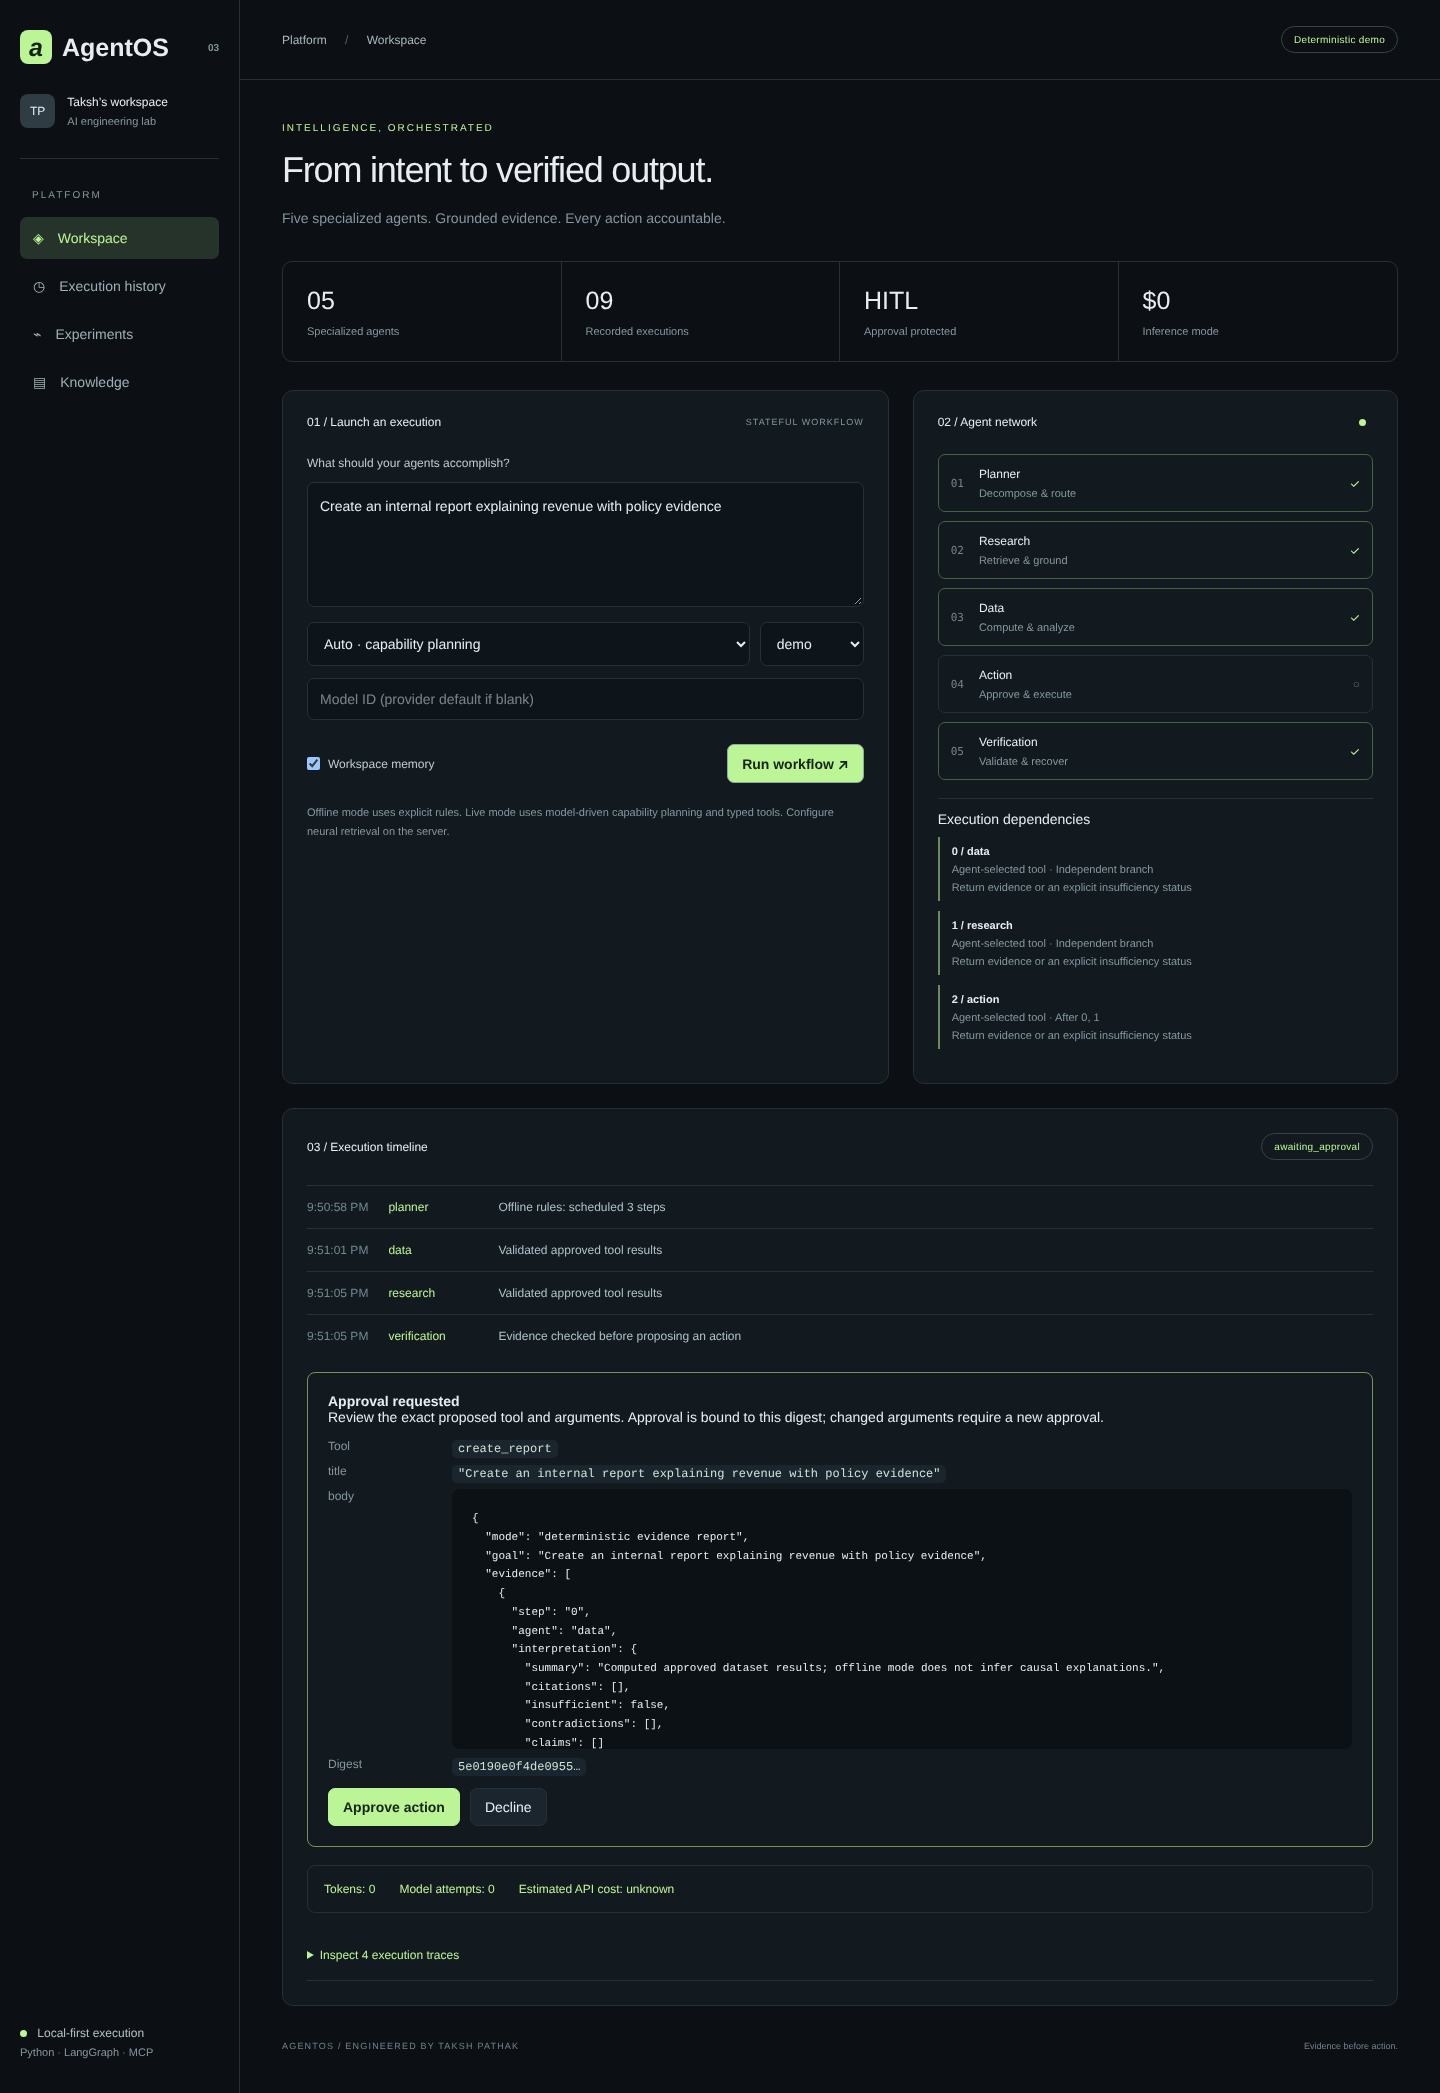 a AgentOS 03
TP
Taksh's workspace
AI engineering lab
PLATFORM
Workspace
Execution history
Experiments
Knowledge
Local-first execution
Python · LangGraph · MCP
Platform / Workspace
Deterministic demo
INTELLIGENCE, ORCHESTRATED
From intent to verified output.
Five specialized agents. Grounded evidence. Every action accountable.
05
Specialized agents
09
Recorded executions
HITL
Approval protected
$0
Inference mode
01 / Launch an execution
STATEFUL WORKFLOW
What should your agents accomplish?
Create an internal report explaining revenue with policy evidence
Auto · capability planning
demo
Model ID (provider default if blank)
Workspace memory
Run workflow ↗
Offline mode uses explicit rules. Live mode uses model-driven capability planning and typed tools. Configure
neural retrieval on the server.
02 / Agent network
01
Planner
Decompose & route
02
Research
Retrieve & ground
03
Data
Compute & analyze
04
Action
Approve & execute
05
Verification
Validate & recover
Execution dependencies
0 / data
Agent-selected tool · Independent branch
Return evidence or an explicit insufficiency status
1 / research
Agent-selected tool · Independent branch
Return evidence or an explicit insufficiency status
2 / action
Agent-selected tool · After 0, 1
Return evidence or an explicit insufficiency status
03 / Execution timeline
awaiting_approval
9:50:58 PM planner Offline rules: scheduled 3 steps
9:51:01 PM data Validated approved tool results
9:51:05 PM research Validated approved tool results
9:51:05 PM verification Evidence checked before proposing an action
Approval requested
Review the exact proposed tool and arguments. Approval is bound to this digest; changed arguments require a new approval.
Tool create_report
title "Create an internal report explaining revenue with policy evidence"
body
{
"mode": "deterministic evidence report",
"goal": "Create an internal report explaining revenue with policy evidence",
"evidence": [
{
"step": "0",
"agent": "data",
"interpretation": {
"summary": "Computed approved dataset results; offline mode does not infer causal explanations.",
"citations": [],
"insufficient": false,
"contradictions": [],
"claims": []
Digest 5e0190e0f4de0955…
Approve action
Decline
Tokens: 0 Model attempts: 0 Estimated API cost: unknown
Inspect 4 execution traces
AGENTOS / ENGINEERED BY TAKSH PATHAK
Evidence before action.